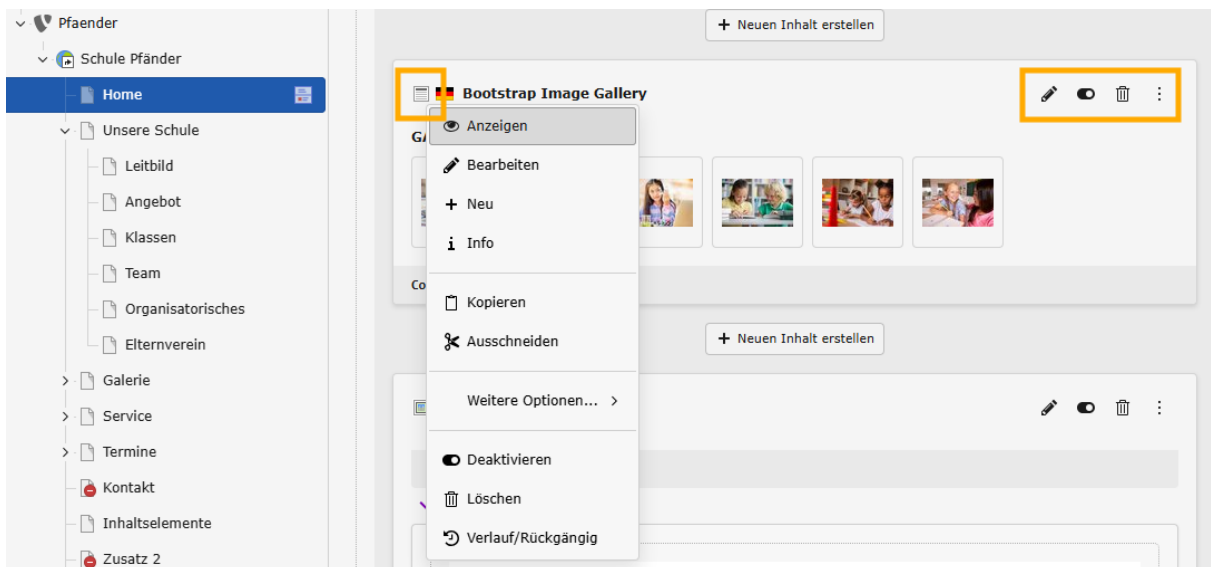 Pfaender
Schule Pfänder
Home
Unsere Schule
Leitbild
Angebot
Klassen
Team
Organisatorisches
Elternverein
Galerie
Service
Termine
Kontakt
Inhaltselemente
Zusatz 2
+ Neuen Inhalt erstellen
Bootstrap Image Gallery
Anzeigen
Bearbeiten
Neu
Info
Kopieren
Ausschneiden
Weitere Optionen...
Deaktivieren
Löschen
Verlauf/Rückgängig
+ Neuen Inhalt erstellen